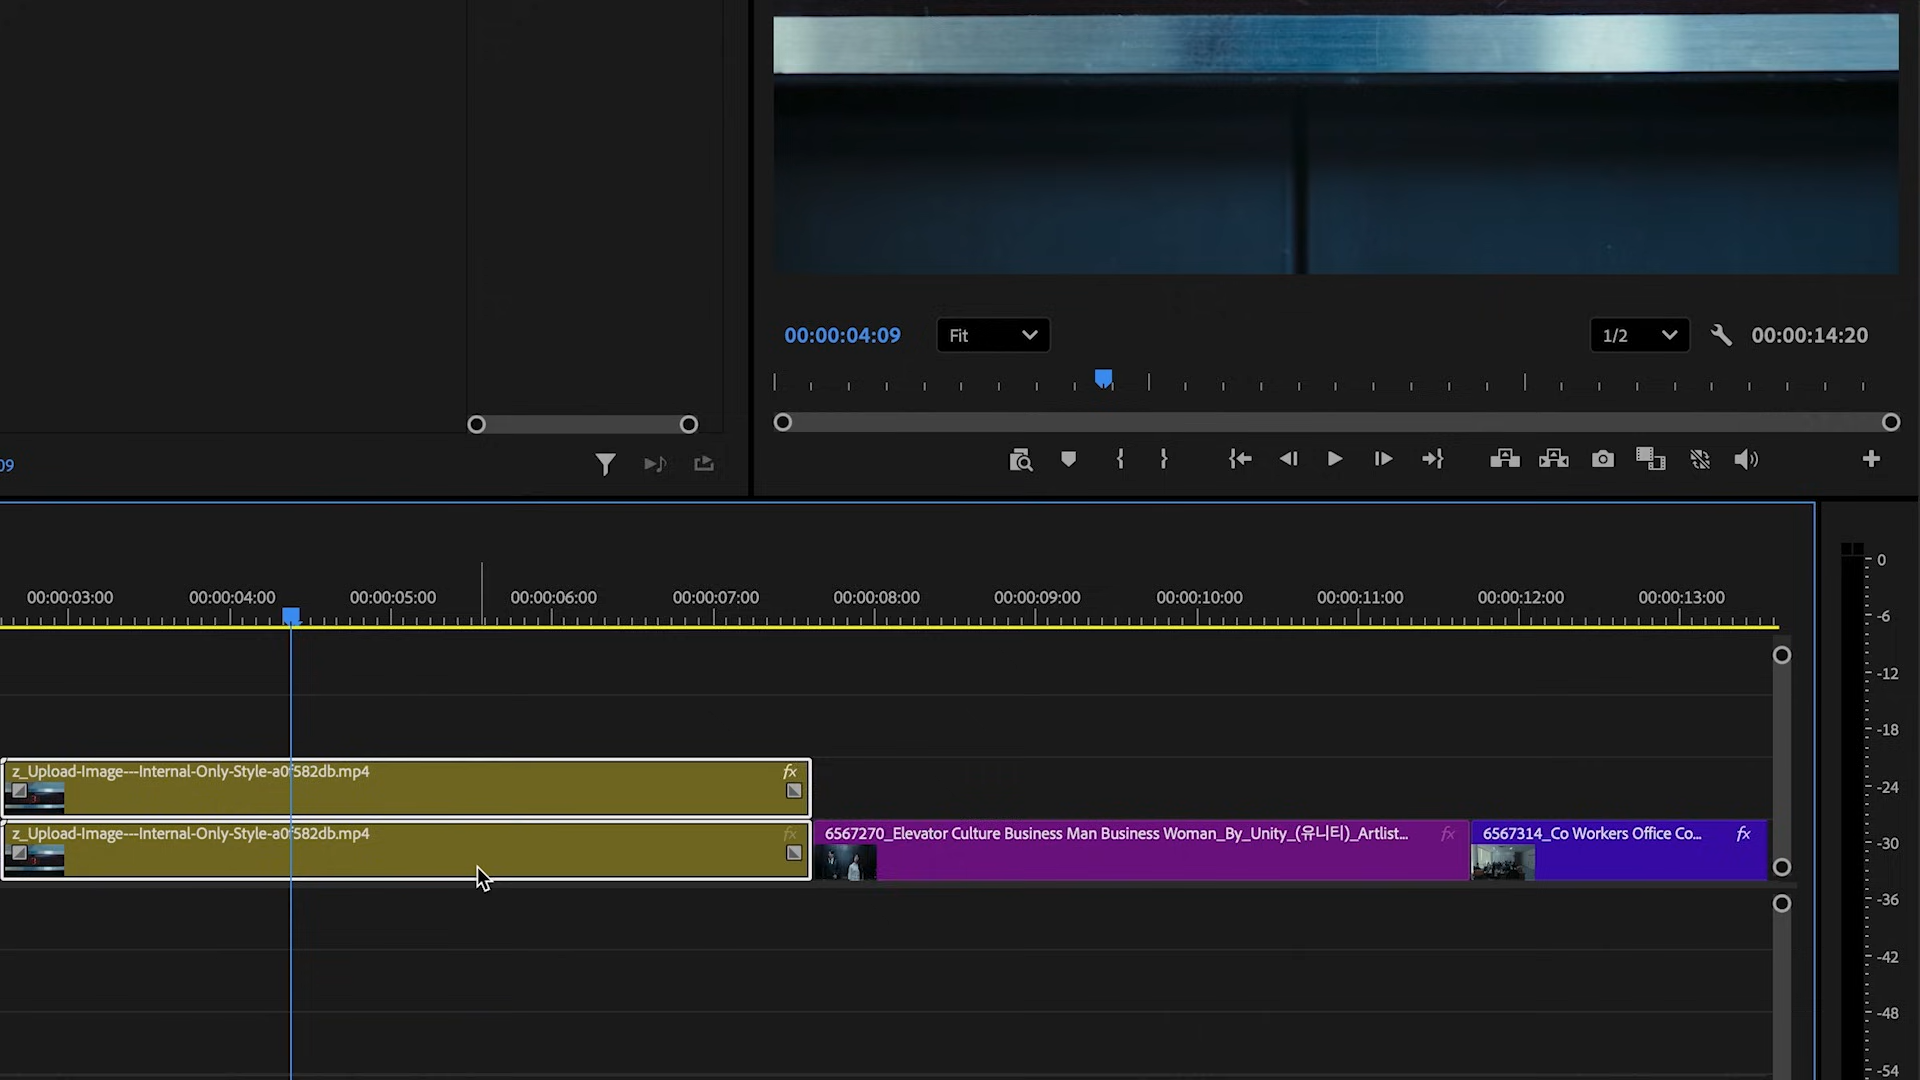 00:00:04:09
Fit
1/2
00:00:14:20
09
00:00:03:00
00:00:04:00
00:00:05:00
00:00:06:00
00:00:07:00
00:00:08:00
00:00:09:00
00:00:10:00
00:00:11:00
00:00:12:00
00:00:13:00
z_Upload-Image---Internal-Only-Style-a0f582db.mp4
fx
z_Upload-Image---Internal-Only-Style-a0f582db.mp4
fx
6567270_Elevator Culture Business Man Business Woman_By_Unity_(유니티)_Artlist...
fx
6567314_Co Workers Office Co...
fx
0
-6
-12
-18
-24
-30
-36
-42
-48
-54